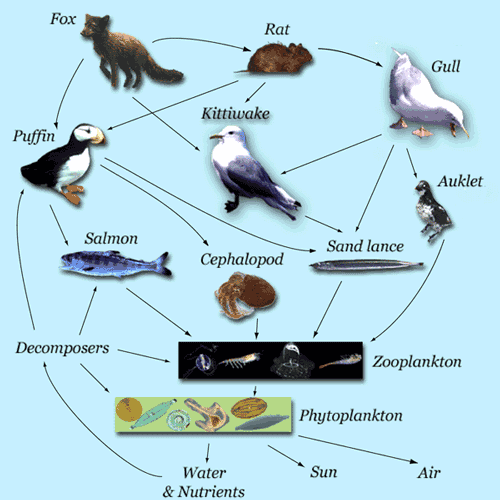 Fox
Rat
Gull
Kittiwake
Puffin
Auklet
Salmon
Cephalopod
Sand lance
Decomposers
Zooplankton
Phytoplankton
Water
& Nutrients
Sun
Air